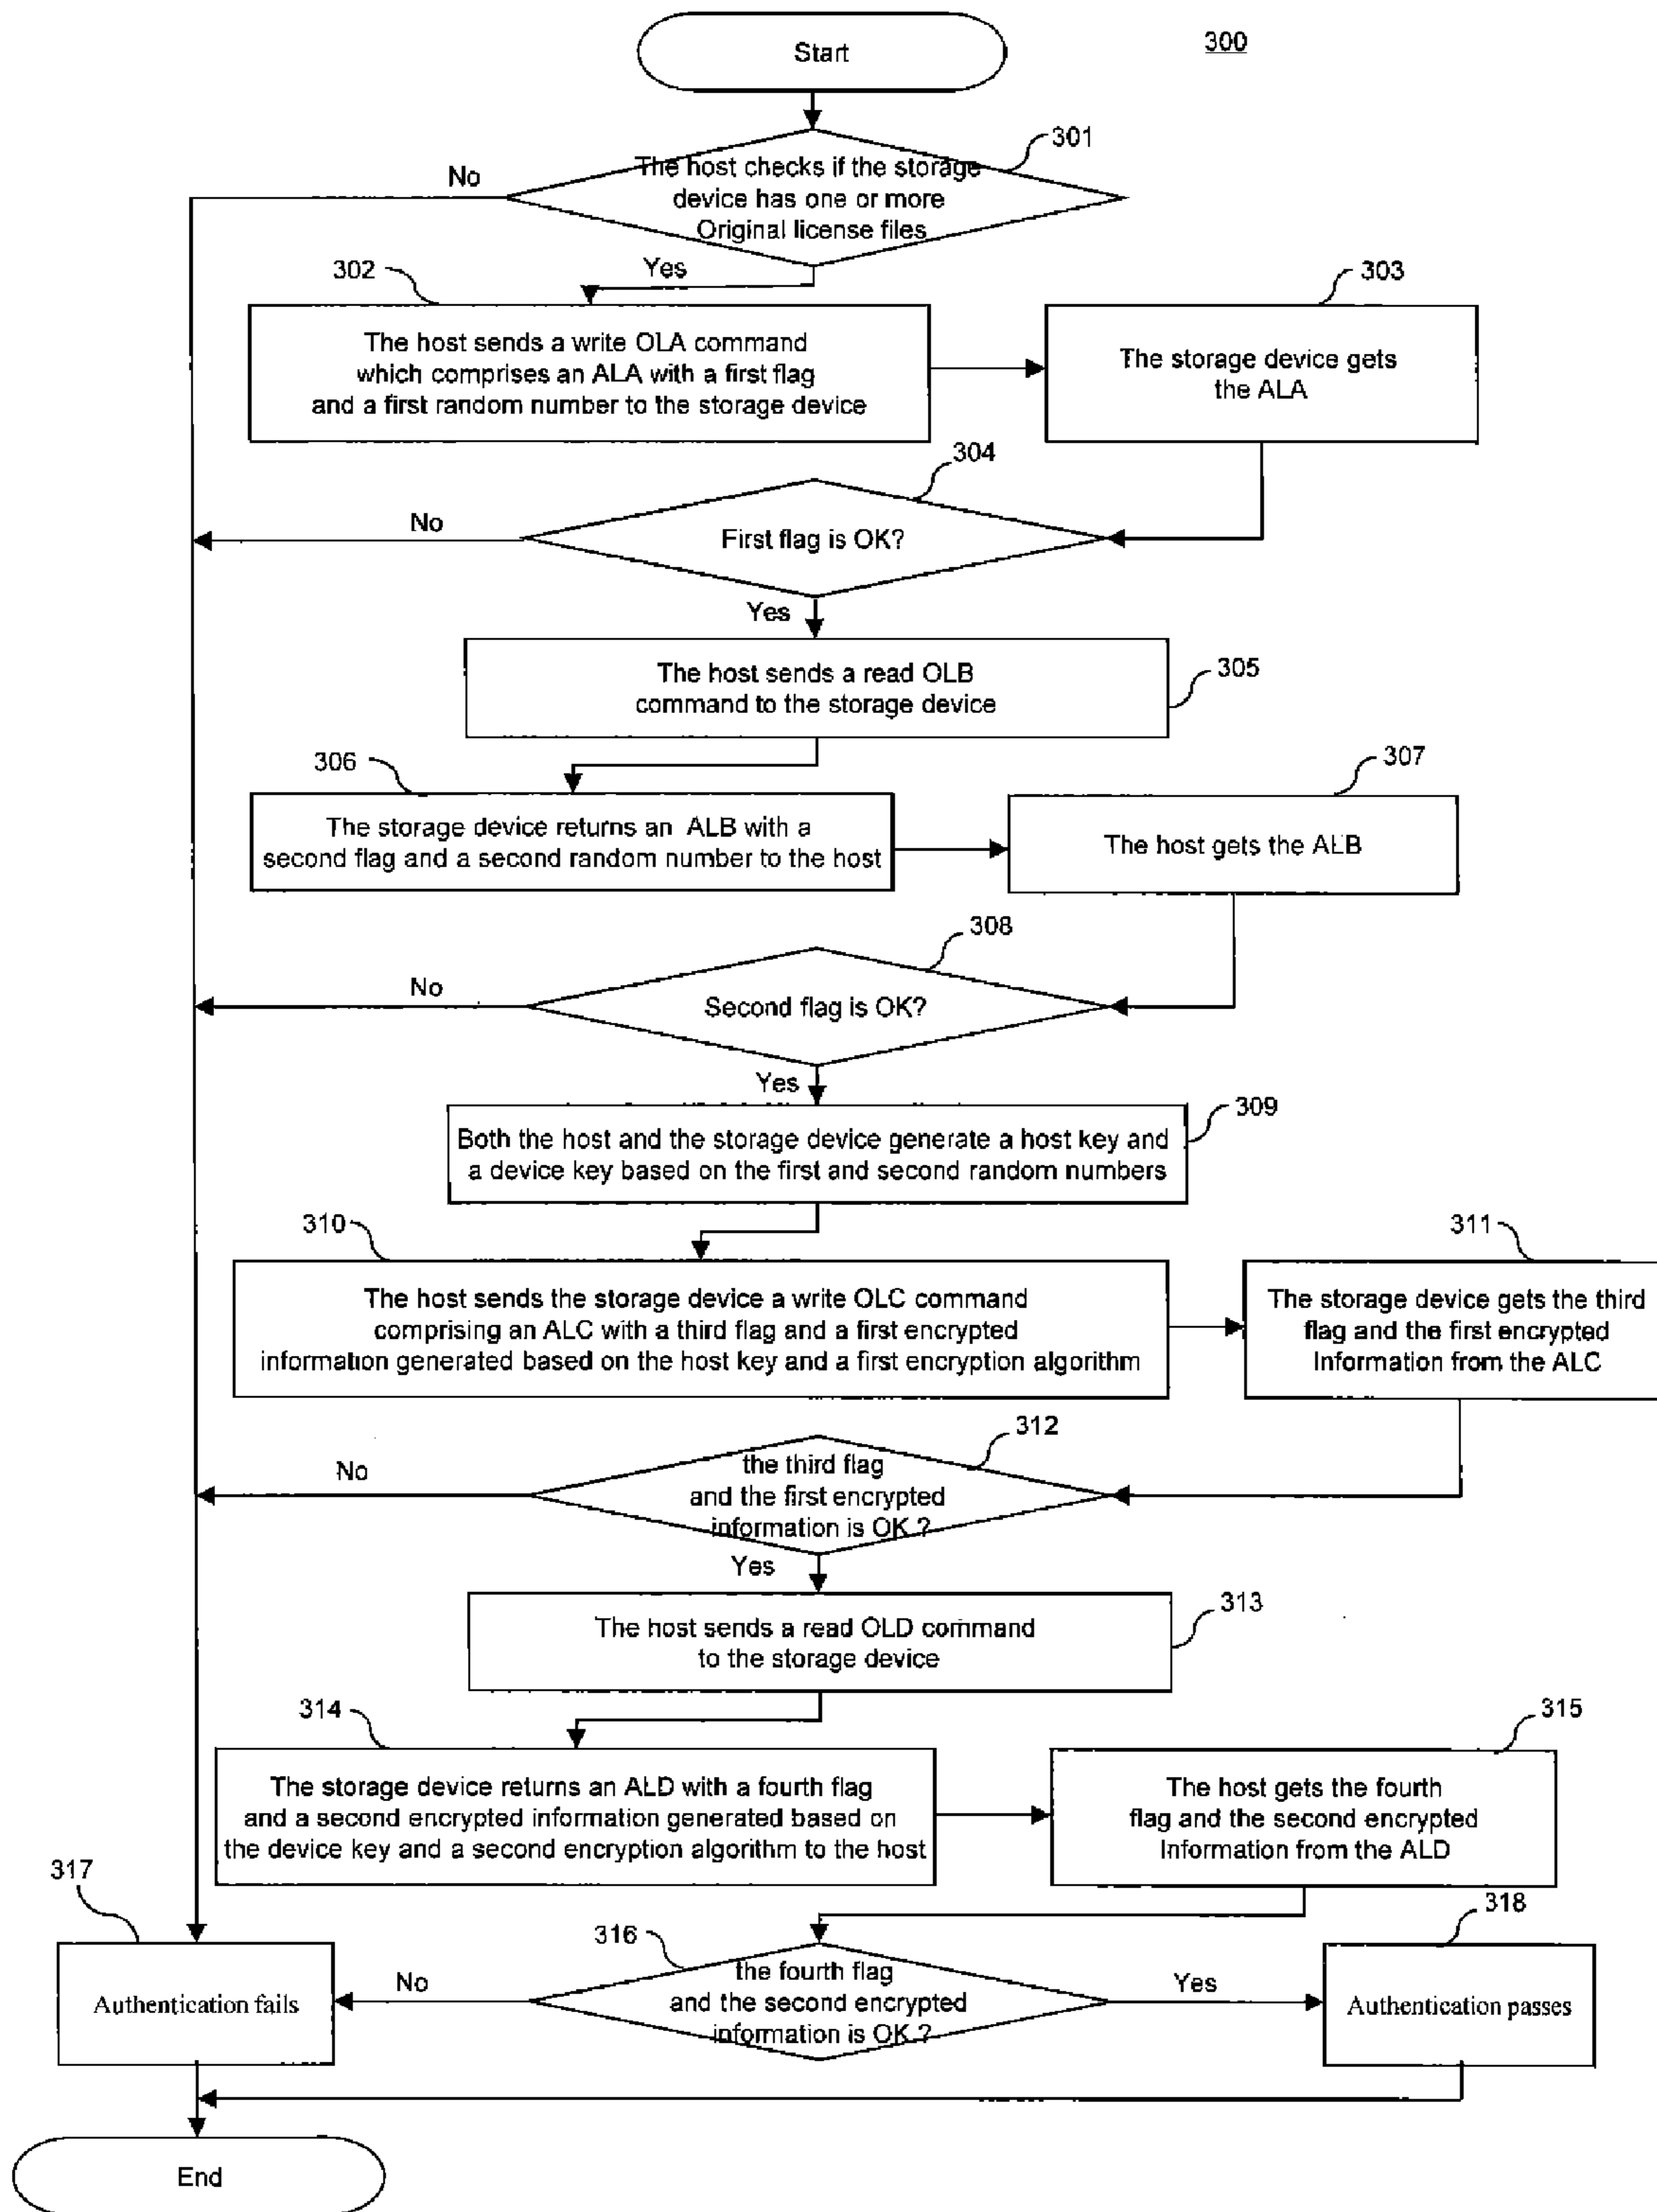 Start
300
301
The host checks if the storage
device has one or more
Original license files
No
Yes
302
The host sends a write OLA command
which comprises an ALA with a first flag
and a first random number to the storage device
303
The storage device gets
the ALA
304
First flag is OK?
No
Yes
The host sends a read OLB
command to the storage device
305
306
The storage device returns an ALB with a
second flag and a second random number to the host
307
The host gets the ALB
308
Second flag is OK?
No
Yes
309
Both the host and the storage device generate a host key and
a device key based on the first and second random numbers
310
The host sends the storage device a write OLC command
comprising an ALC with a third flag and a first encrypted
information generated based on the host key and a first encryption algorithm
311
The storage device gets the third
flag and the first encrypted
Information from the ALC
312
the third flag
and the first encrypted
information is OK ?
No
Yes
313
The host sends a read OLD command
to the storage device
314
The storage device returns an ALD with a fourth flag
and a second encrypted information generated based on
the device key and a second encryption algorithm to the host
315
The host gets the fourth
flag and the second encrypted
Information from the ALD
316
the fourth flag
and the second encrypted
information is OK ?
No
Yes
317
Authentication fails
318
Authentication passes
End